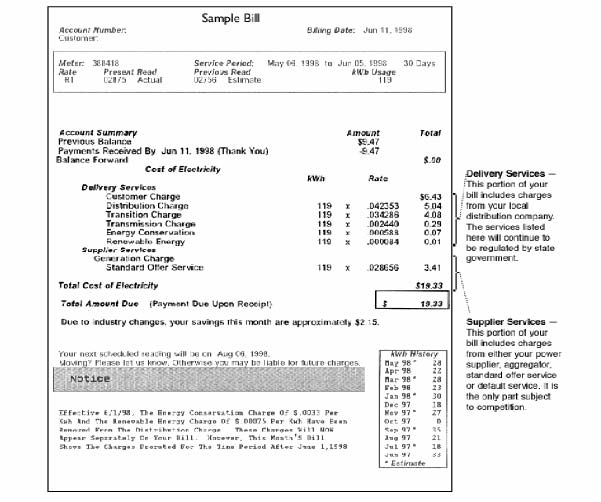 Sample Bill
Account Number:
Billing Date: Jun 11, 1998
Customer:
Meter: 388418 Service Period: May 06, 1998 to Jun 05, 1998 30 Days
Rate Present Read Previous Read kWh Usage
R1 02875 Actual 02756 Estimate 119
Account Summary Amount Total
Previous Balance $9.47
Payments Received By Jun 11, 1998 (Thank You) -9.47
Balance Forward $.00
Cost of Electricity
kWh Rate
Delivery Services
Customer Charge $6.43
Distribution Charge 119 x .042353 5.04
Transition Charge 119 x .034286 4.08
Transmission Charge 119 x .002440 0.29
Energy Conservation 119 x .000588 0.07
Renewable Energy 119 x .000084 0.01
Supplier Services
Generation Charge
Standard Offer Service 119 x .028656 3.41
Total Cost of Electricity $19.33
Total Amount Due (Payment Due Upon Receipt) $ 19.33
Due to industry changes, your savings this month are approximately $2.15.
Your next scheduled reading will be on Aug 06, 1998.
Moving? Please let us know. Otherwise you may be liable for future charges.
Notice
Effective 6/1/98, The Energy Conservation Charge Of $.0033 Per
Kwh And The Renewable Energy Charge Of $.00075 Per Kwh Have Been
Removed From The Distribution Charge. These Charges Will Now
Appear Separately On Your Bill. However, This Month'S Bill
Shows The Charges Prorated For The Time Period After June 1,1998
kWh History
May 98* 28
Apr 98 22
Mar 98* 28
Feb 98 23
Jan 98* 30
Dec 97 18
Nov 97* 27
Oct 97 0
Sep 97* 35
Aug 97 21
Jul 97* 18
Jun 97 33
* Estimate
Delivery Services —
This portion of your
bill includes charges
from your local
distribution company.
The services listed
here will continue to
be regulated by state
government.
Supplier Services —
This portion of your
bill includes charges
from either your power
supplier, aggregator,
standard offer service
or default service. It is
the only part subject
to competition.